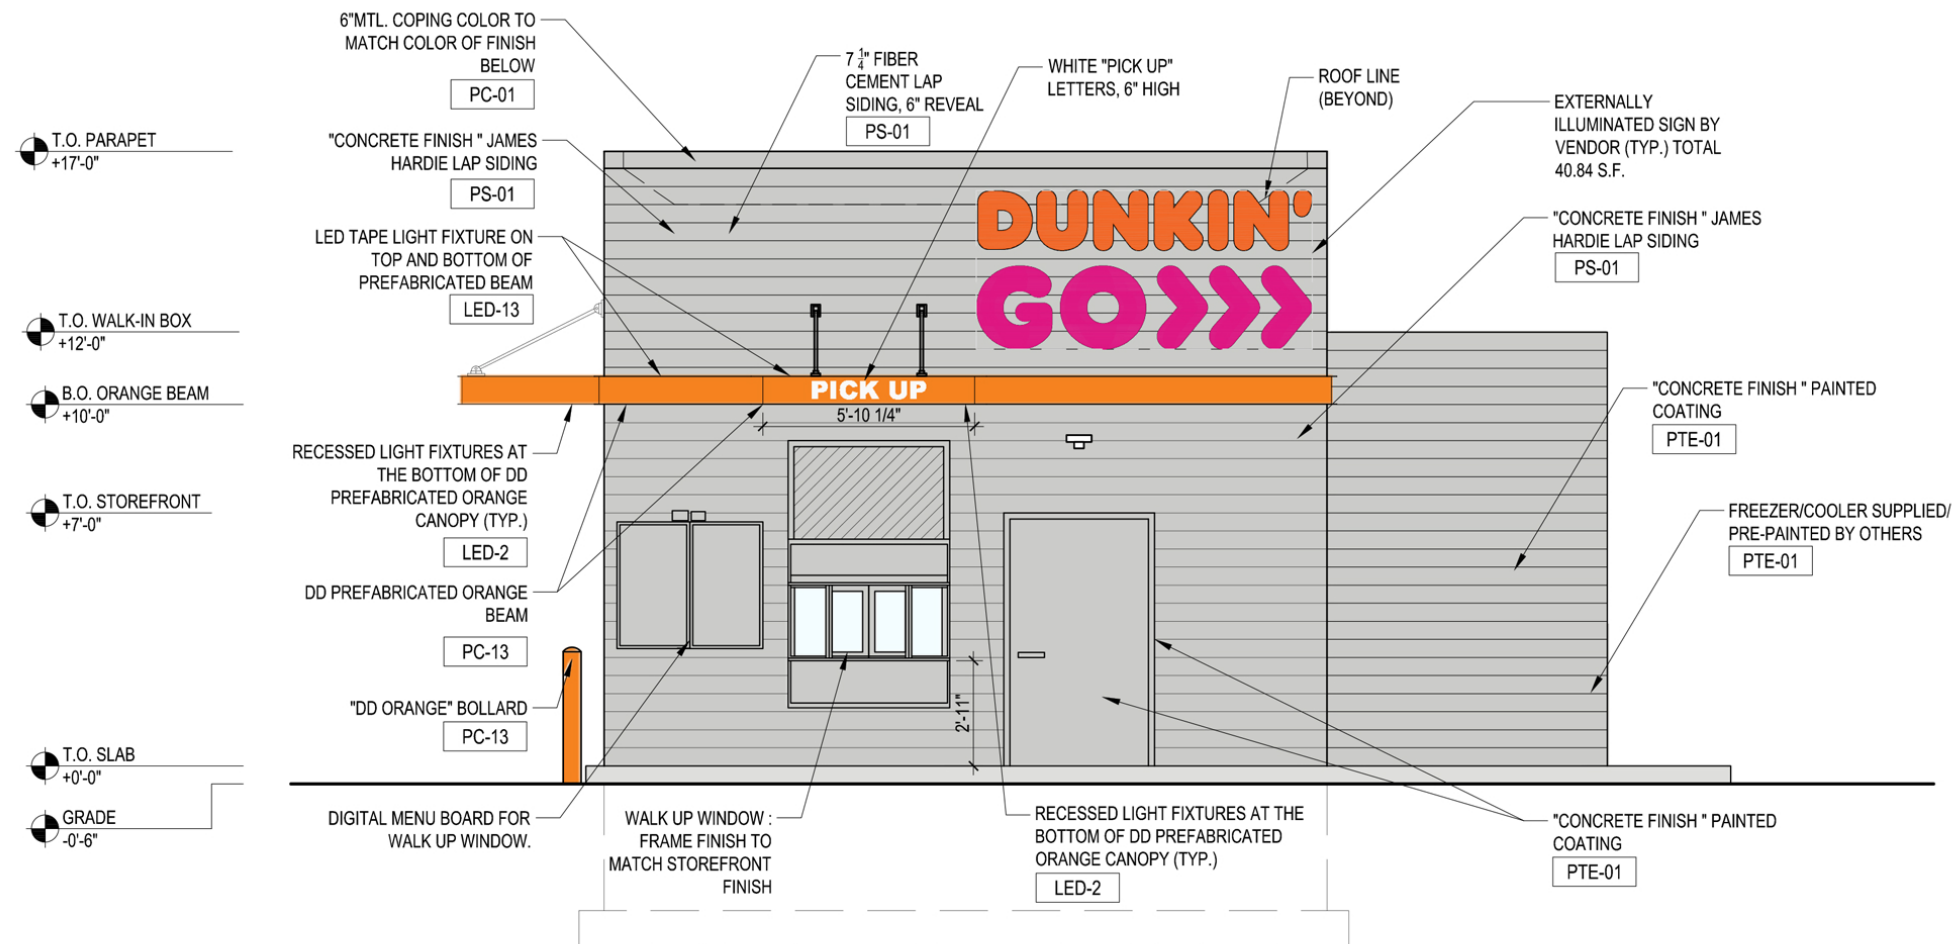 6"MTL. COPING COLOR TO
MATCH COLOR OF FINISH
BELOW
PC-01
7 1/4" FIBER
CEMENT LAP
SIDING, 6" REVEAL
PS-01
WHITE "PICK UP"
LETTERS, 6" HIGH
ROOF LINE
(BEYOND)
EXTERNALLY
ILLUMINATED SIGN BY
VENDOR (TYP.) TOTAL
40.84 S.F.
T.O. PARAPET
+17'-0"
"CONCRETE FINISH " JAMES
HARDIE LAP SIDING
PS-01
DUNKIN'
GO
"CONCRETE FINISH " JAMES
HARDIE LAP SIDING
PS-01
LED TAPE LIGHT FIXTURE ON
TOP AND BOTTOM OF
PREFABRICATED BEAM
LED-13
T.O. WALK-IN BOX
+12'-0"
B.O. ORANGE BEAM
+10'-0"
PICK UP
5'-10 1/4"
"CONCRETE FINISH " PAINTED
COATING
PTE-01
RECESSED LIGHT FIXTURES AT
THE BOTTOM OF DD
PREFABRICATED ORANGE
CANOPY (TYP.)
LED-2
T.O. STOREFRONT
+7'-0"
FREEZER/COOLER SUPPLIED/
PRE-PAINTED BY OTHERS
PTE-01
DD PREFABRICATED ORANGE
BEAM
PC-13
"DD ORANGE" BOLLARD
PC-13
2'-11"
T.O. SLAB
+0'-0"
GRADE
-0'-6"
DIGITAL MENU BOARD FOR
WALK UP WINDOW.
WALK UP WINDOW :
FRAME FINISH TO
MATCH STOREFRONT
FINISH
RECESSED LIGHT FIXTURES AT THE
BOTTOM OF DD PREFABRICATED
ORANGE CANOPY (TYP.)
LED-2
"CONCRETE FINISH " PAINTED
COATING
PTE-01